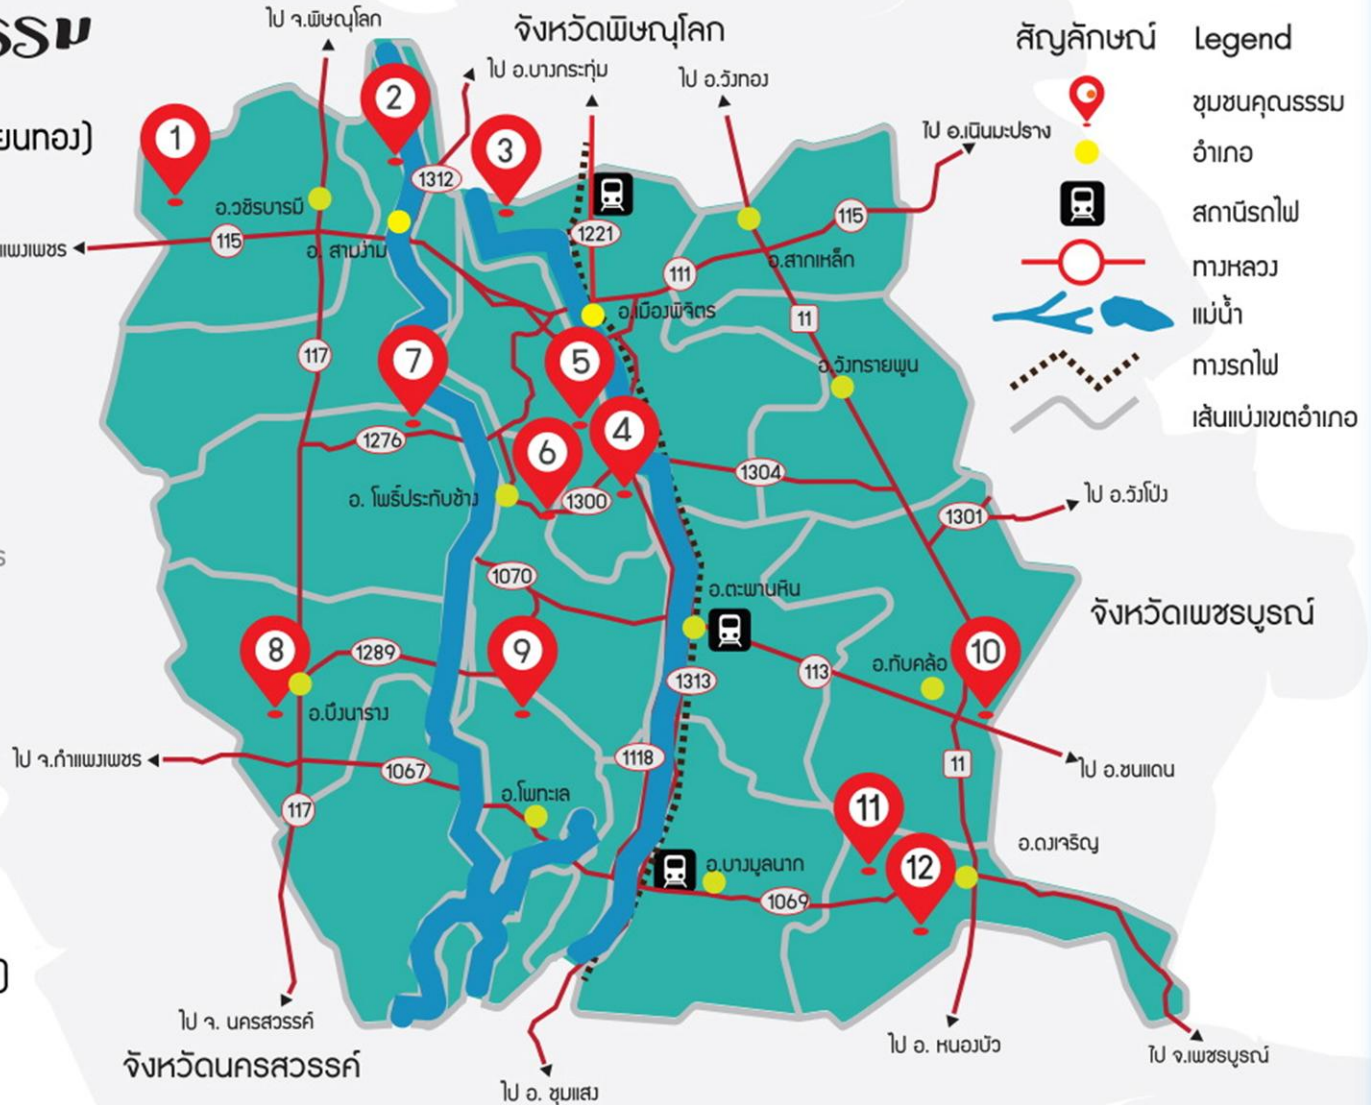 รรม
ไป จ.พิษณุโลก
จังหวัดพิษณุโลก
สัญลักษณ์ Legend
ไป อ.บางกระทุ่ม
ไป อ.วังทอง
2
ชุมชนคุณธรรม
ยนทอง)
1
ไป อ.เนินมะปราง
3
อำเภอ
1312
อ.วชิรบารมี
115
สถานีรถไฟ
1221
แพงเพชร
115
อ. สามง่าม
อ.สากเหล็ก
ทางหลวง
111
อ.เมืองพิจิตร
11
แม่น้ำ
117
7
5
อ.วังทรายพูน
ทางรถไฟ
เส้นแบ่งเขตอำเภอ
4
1276
6
1304
อ. โพธิ์ประทับช้าง
1300
ไป อ.วังโป่ง
1301
ร
1070
อ.ตะพานหิน
จังหวัดเพชรบูรณ์
8
1289
9
10
อ.ทับคล้อ
113
1313
อ.บึงนาราง
ไป จ.กำแพงเพชร
1067
1118
11
ไป อ.ชนแดน
อ.โพทะเล
117
11
อ.ดงเจริญ
12
อ.บางมูลนาก
1069
)
ไป จ. นครสวรรค์
ไป อ. หนองบัว
ไป จ.เพชรบูรณ์
จังหวัดนครสวรรค์
ไป อ. ชุมแสง